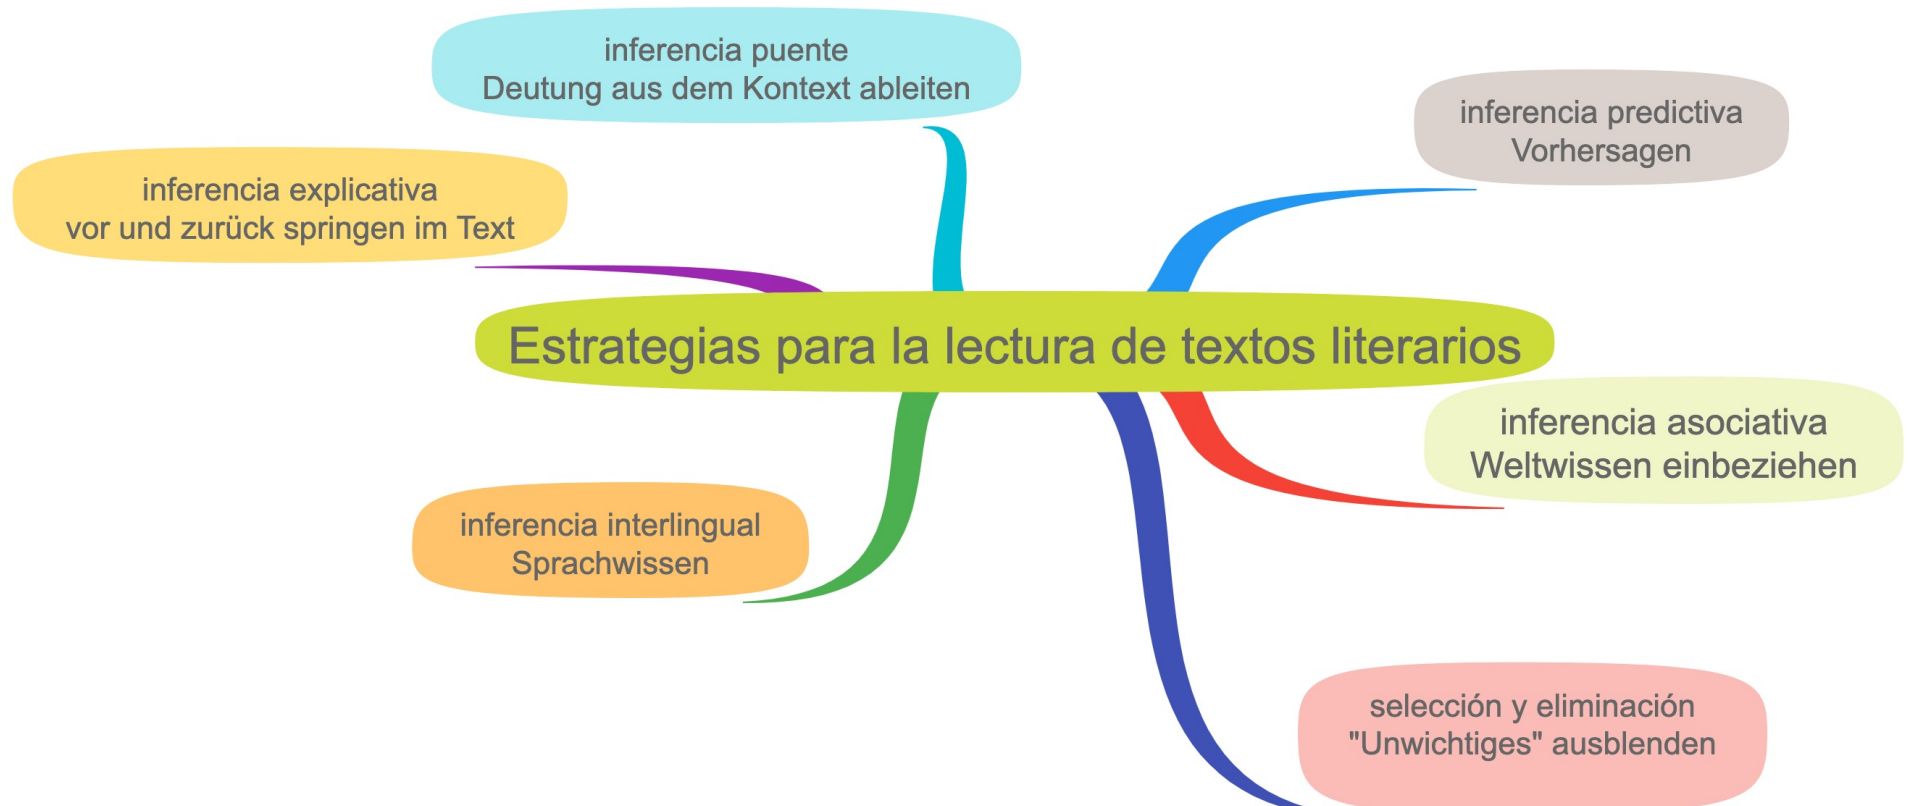 inferencia puente
Deutung aus dem Kontext ableiten
inferencia predictiva
Vorhersagen
inferencia explicativa
vor und zurück springen im Text
Estrategias para la lectura de textos literarios
inferencia asociativa
Weltwissen einbeziehen
inferencia interlingual
Sprachwissen
selección y eliminación
"Unwichtiges" ausblenden